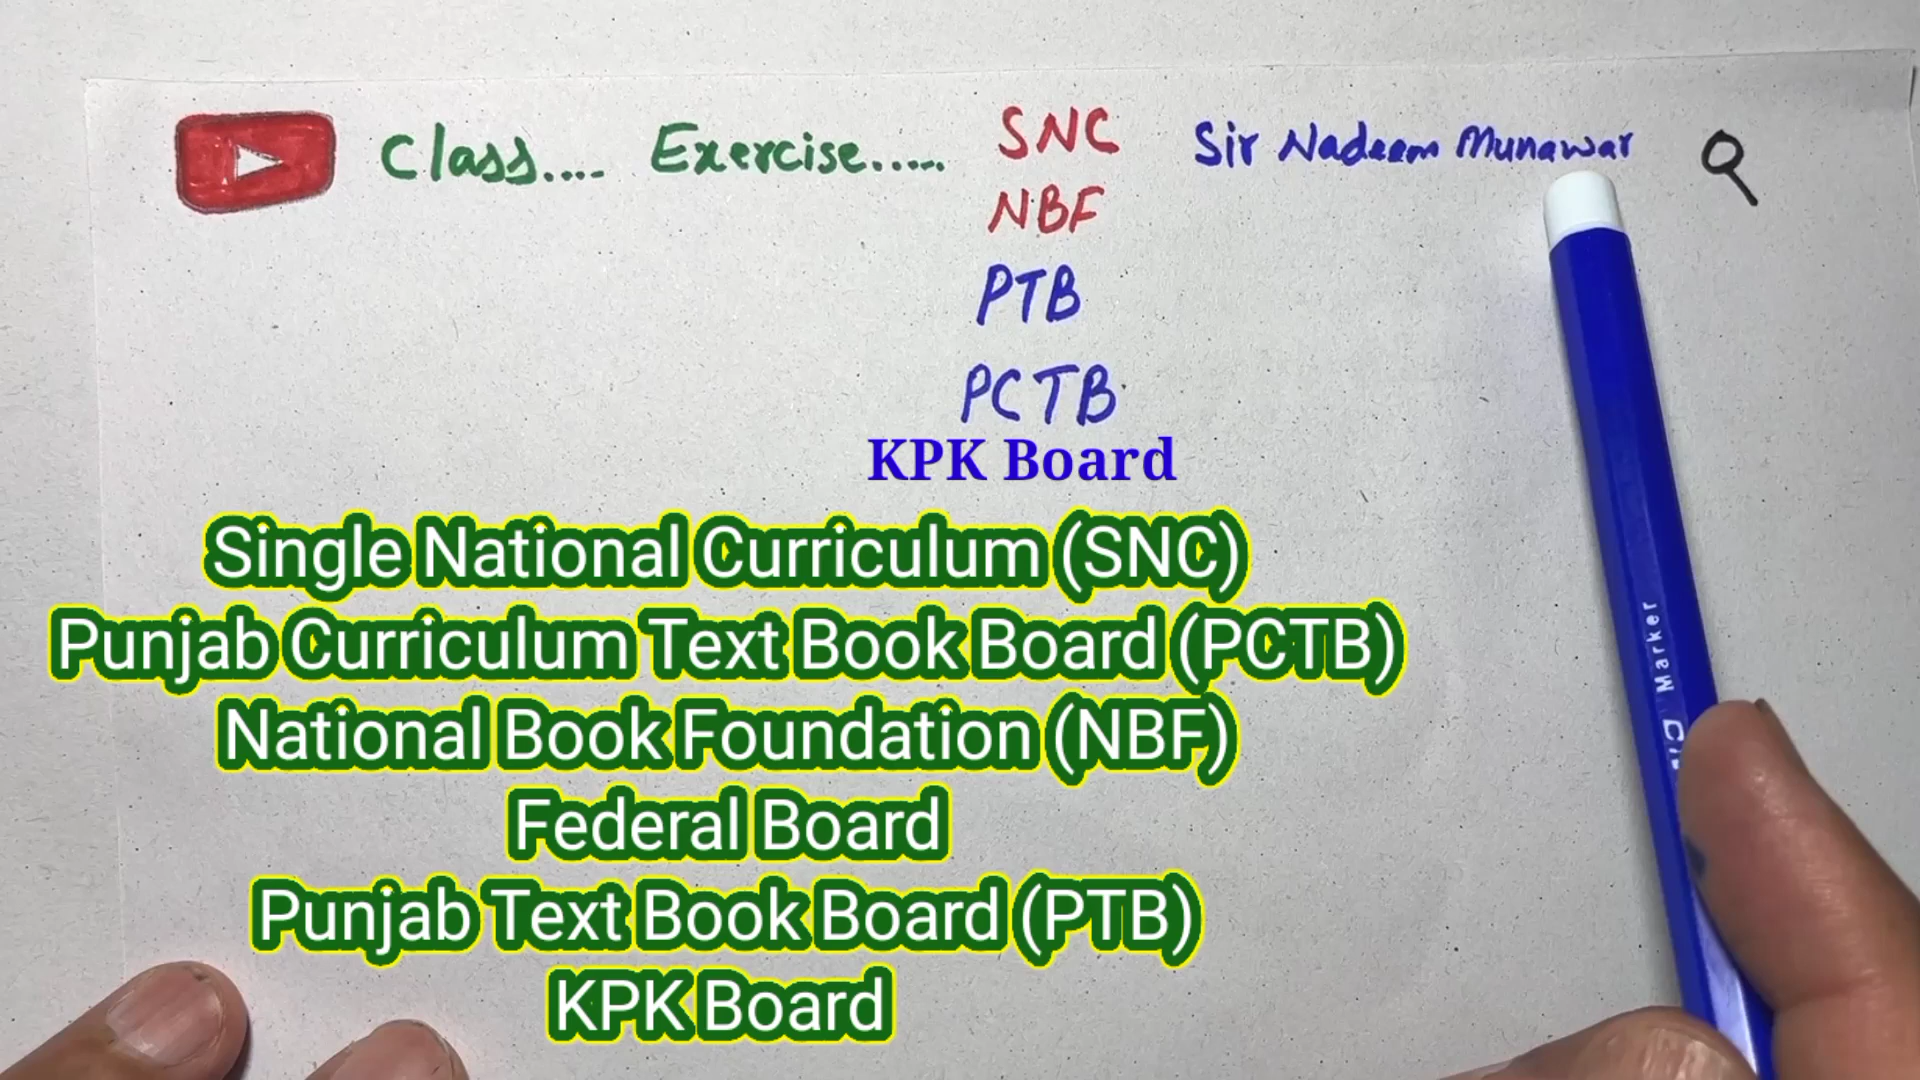 Class.... Exercise..... SNC Sir Nadeem Munawar
NBF
PTB
PCTB
KPK Board
Single National Curriculum (SNC)
Punjab Curriculum Text Book Board (PCTB)
National Book Foundation (NBF)
Federal Board
Punjab Text Book Board (PTB)
KPK Board
Marker